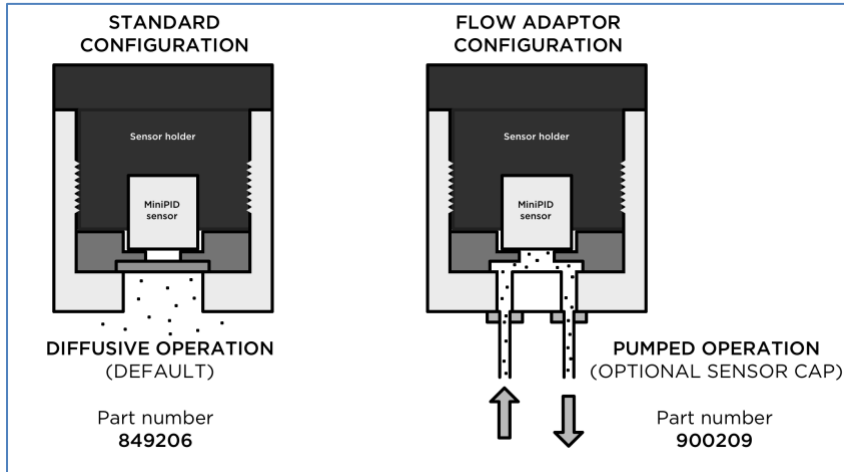 STANDARD
CONFIGURATION
Sensor holder
MiniPID
sensor
DIFFUSIVE OPERATION
(DEFAULT)
Part number
849206
FLOW ADAPTOR
CONFIGURATION
Sensor holder
MiniPID
sensor
PUMPED OPERATION
(OPTIONAL SENSOR CAP)
Part number
900209